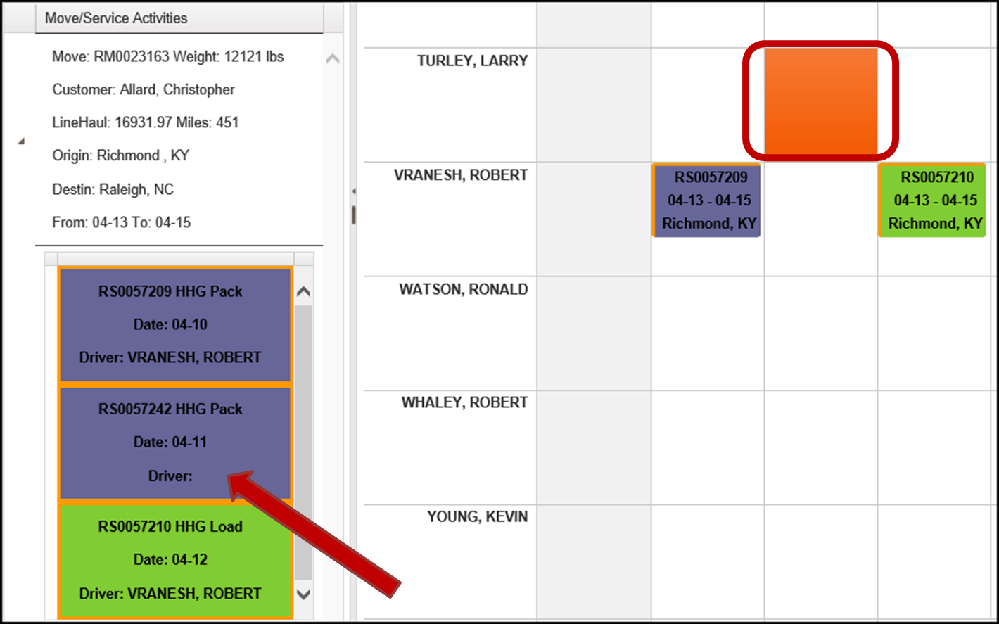 Move/Service Activities
Move: RM0023163 Weight: 12121 lbs
Customer: Allard, Christopher
LineHaul: 16931.97 Miles: 451
Origin: Richmond , KY
Destin: Raleigh, NC
From: 04-13 To: 04-15
RS0057209 HHG Pack
Date: 04-10
Driver: VRANESH, ROBERT
RS0057242 HHG Pack
Date: 04-11
Driver:
RS0057210 HHG Load
Date: 04-12
Driver: VRANESH, ROBERT
TURLEY, LARRY
VRANESH, ROBERT
RS0057209
04-13 - 04-15
Richmond, KY
RS0057210
04-13 - 04-15
Richmond, KY
WATSON, RONALD
WHALEY, ROBERT
YOUNG, KEVIN